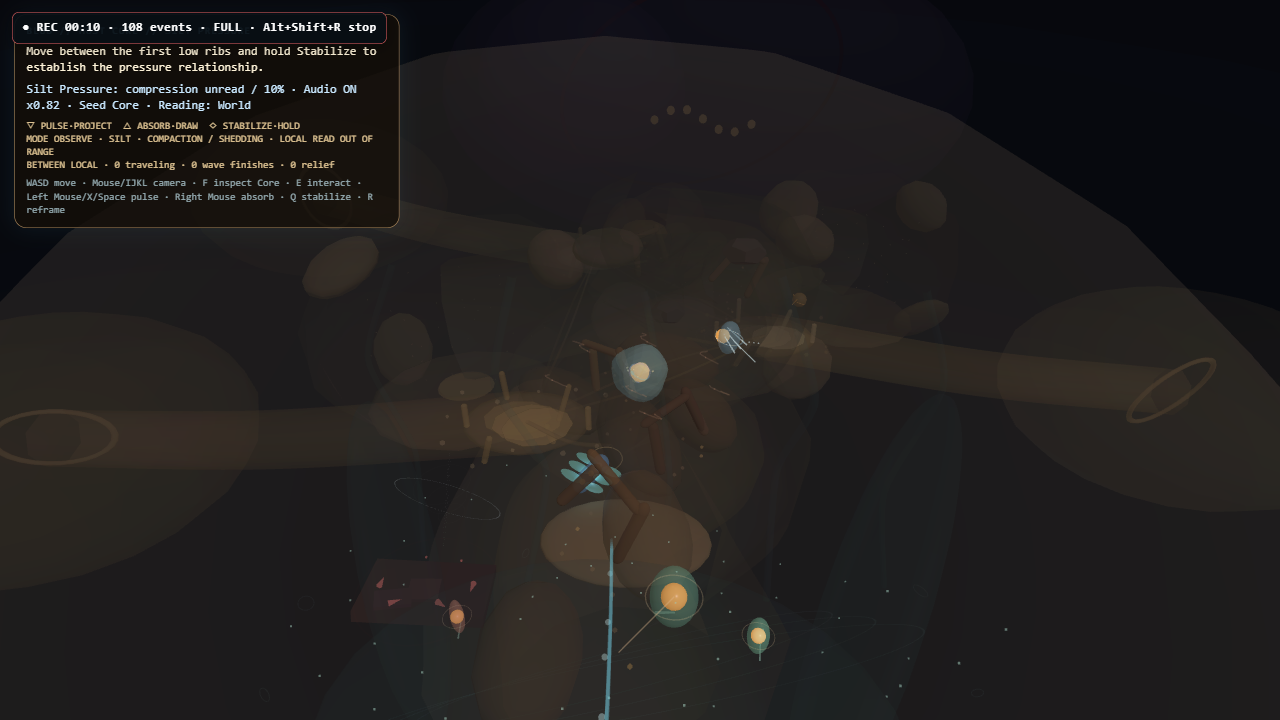 ● REC 00:10 · 108 events · FULL · Alt+Shift+R stop
Move between the first low ribs and hold Stabilize to
establish the pressure relationship.
Silt Pressure: compression unread / 10% · Audio ON
x0.82 · Seed Core · Reading: World
▽ PULSE·PROJECT △ ABSORB·DRAW ◇ STABILIZE·HOLD
MODE OBSERVE · SILT · COMPACTION / SHEDDING · LOCAL READ OUT OF
RANGE
BETWEEN LOCAL · 0 traveling · 0 wave finishes · 0 relief
WASD move · Mouse/IJKL camera · F inspect Core · E interact ·
Left Mouse/X/Space pulse · Right Mouse absorb · Q stabilize · R
reframe